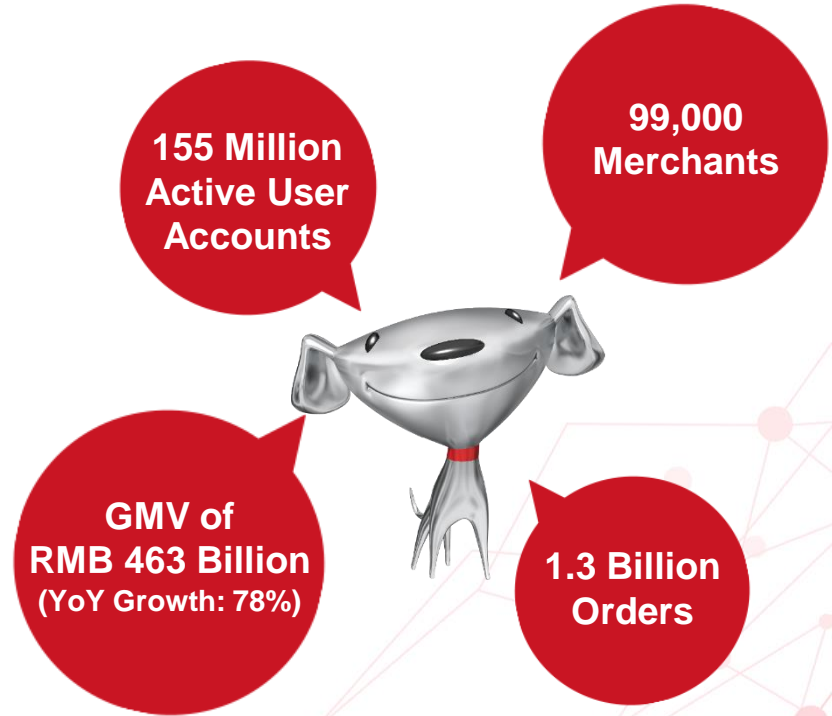 155 Million
Active User
Accounts
99,000
Merchants
GMV of
RMB 463 Billion
(YoY Growth: 78%)
1.3 Billion
Orders